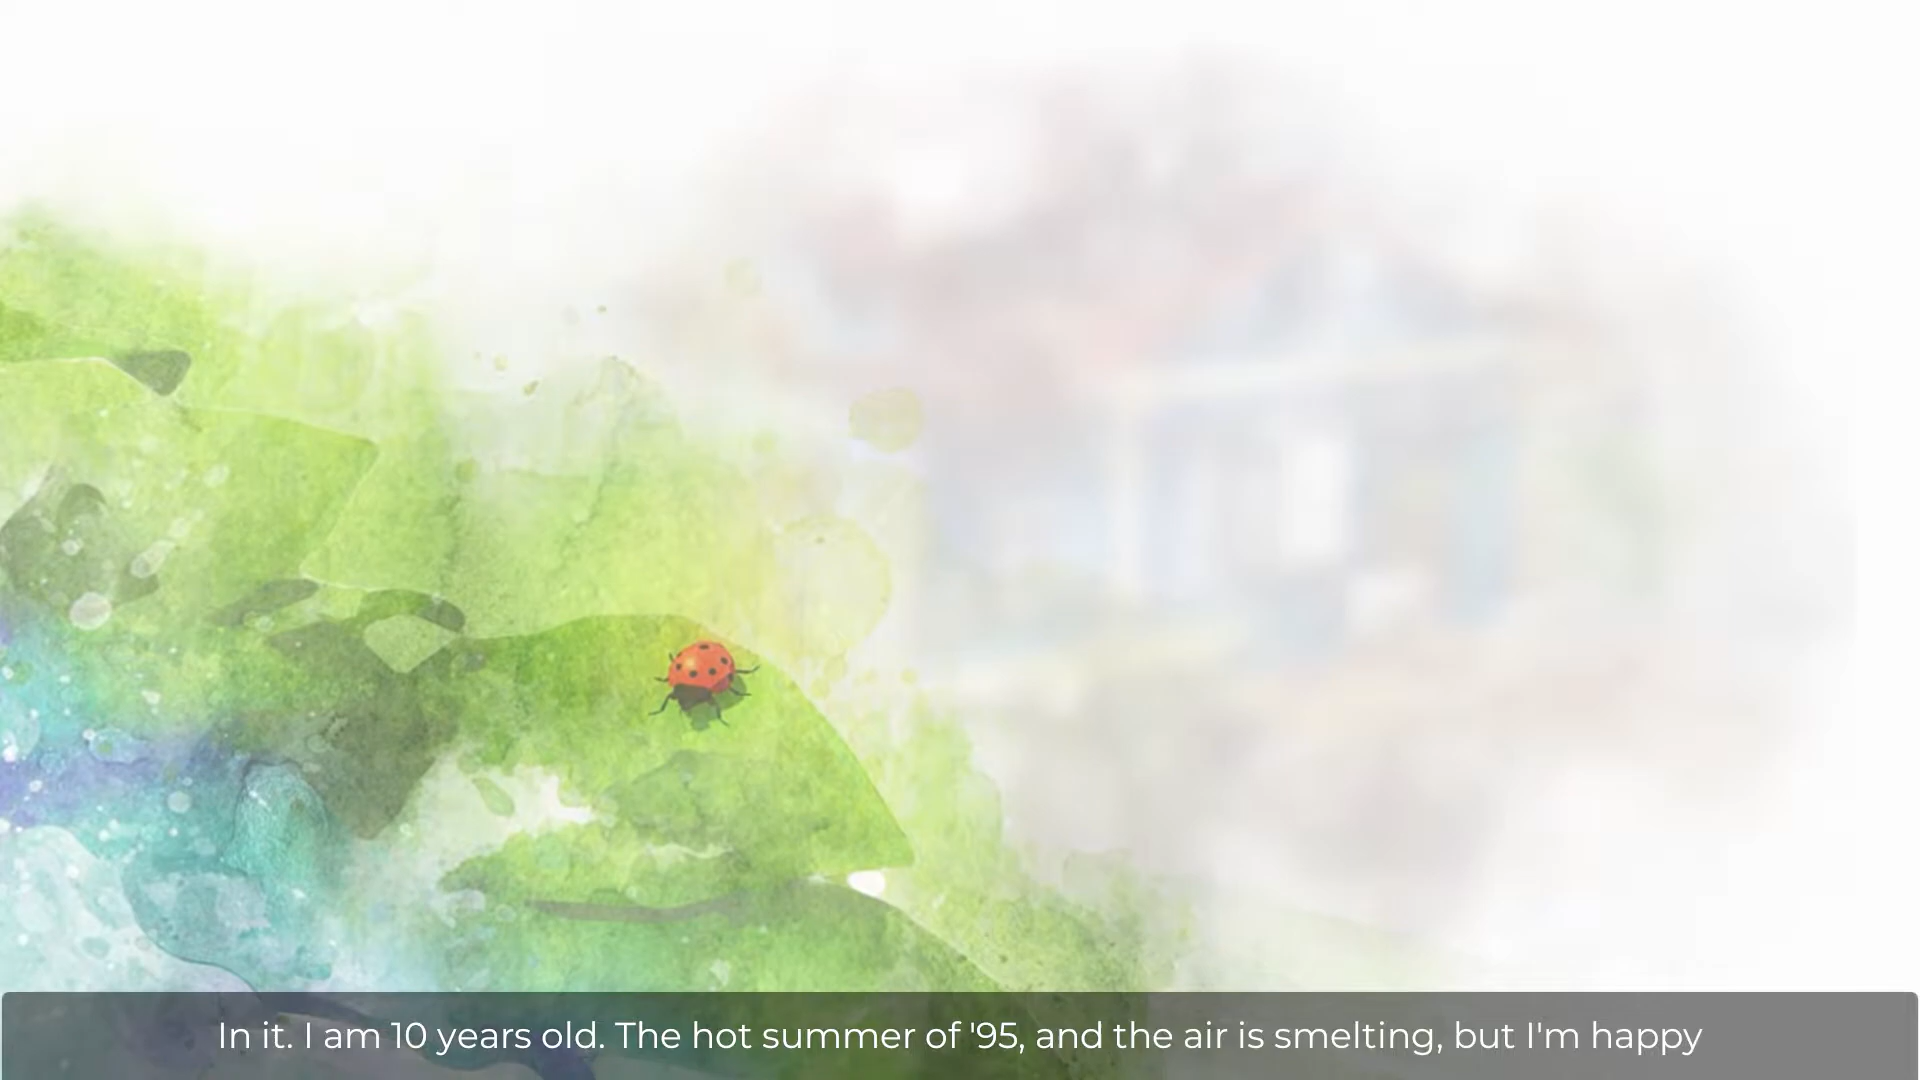 In it. I am 10 years old. The hot summer of '95, and the air is smelting, but I'm happy